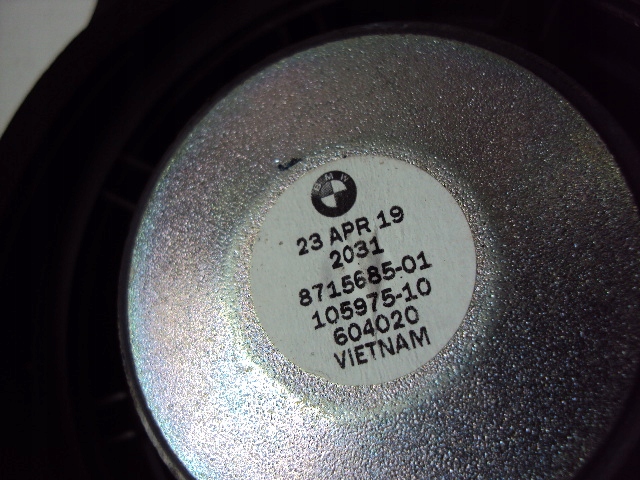 BMW
23 APR 19
2031
8715685-01
105975-10
604020
VIETNAM